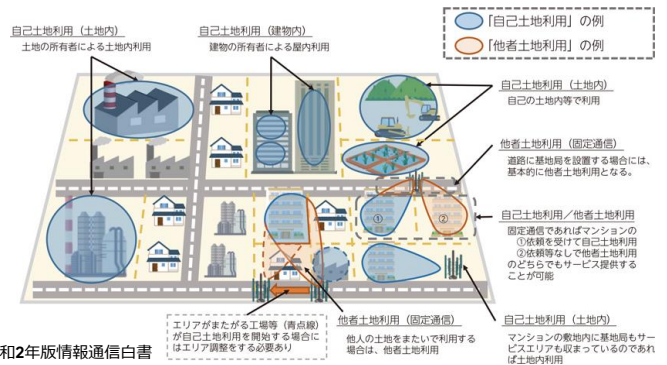 自己土地利用（土地内）
土地の所有者による土地内利用
自己土地利用（建物内）
建物の所有者による屋内利用
「自己土地利用」の例
「他者土地利用」の例
自己土地利用（土地内）
自己の土地内等で利用
他者土地利用（固定通信）
道路に基地局を設置する場合には、
基本的に他者土地利用となる。
自己土地利用／他者土地利用
固定通信であればマンションの
①依頼を受けて自己土地利用
②依頼等なしで他者土地利用
のどちらでもサービス提供する
ことが可能
①
②
エリアがまたがる工場等（青点線）
が自己土地利用を開始する場合に
はエリア調整をする必要あり
他者土地利用（固定通信）
他人の土地をまたいで利用する
場合は、他者土地利用
自己土地利用（土地内）
マンションの敷地内に基地局もサー
ビスエリアも収まっているのであれ
ば土地内利用
和2年版情報通信白書